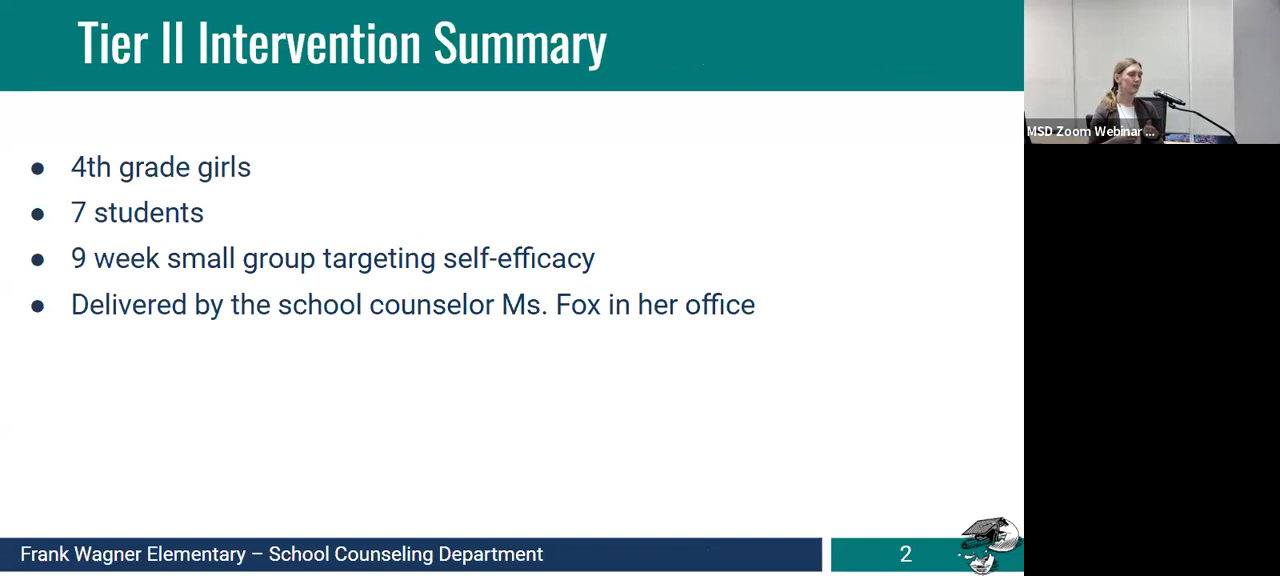 Tier II Intervention Summary
MSD Zoom Webinar ...
● 4th grade girls
● 7 students
● 9 week small group targeting self-efficacy
● Delivered by the school counselor Ms. Fox in her office
Frank Wagner Elementary – School Counseling Department
2